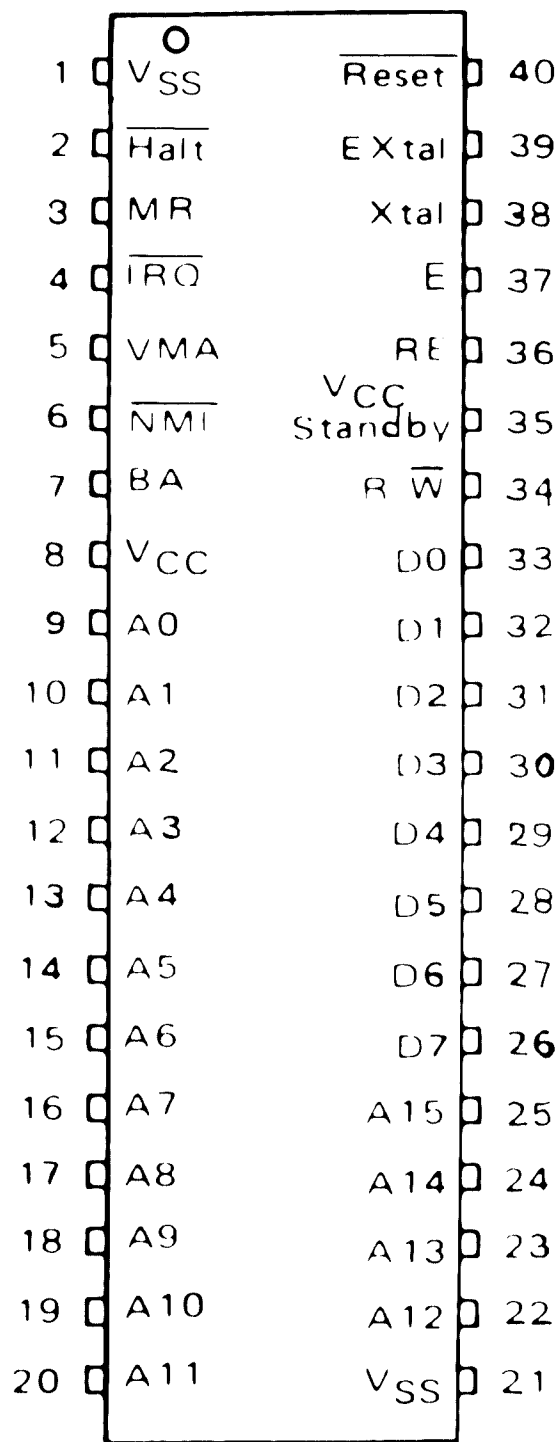 1 VSS Reset 40
2 Halt EXtal 39
3 MR Xtal 38
4 IRQ E 37
5 VMA RE 36
6 NMI VCC Standby 35
7 BA R W 34
8 VCC D0 33
9 A0 D1 32
10 A1 D2 31
11 A2 D3 30
12 A3 D4 29
13 A4 D5 28
14 A5 D6 27
15 A6 D7 26
16 A7 A15 25
17 A8 A14 24
18 A9 A13 23
19 A10 A12 22
20 A11 VSS 21